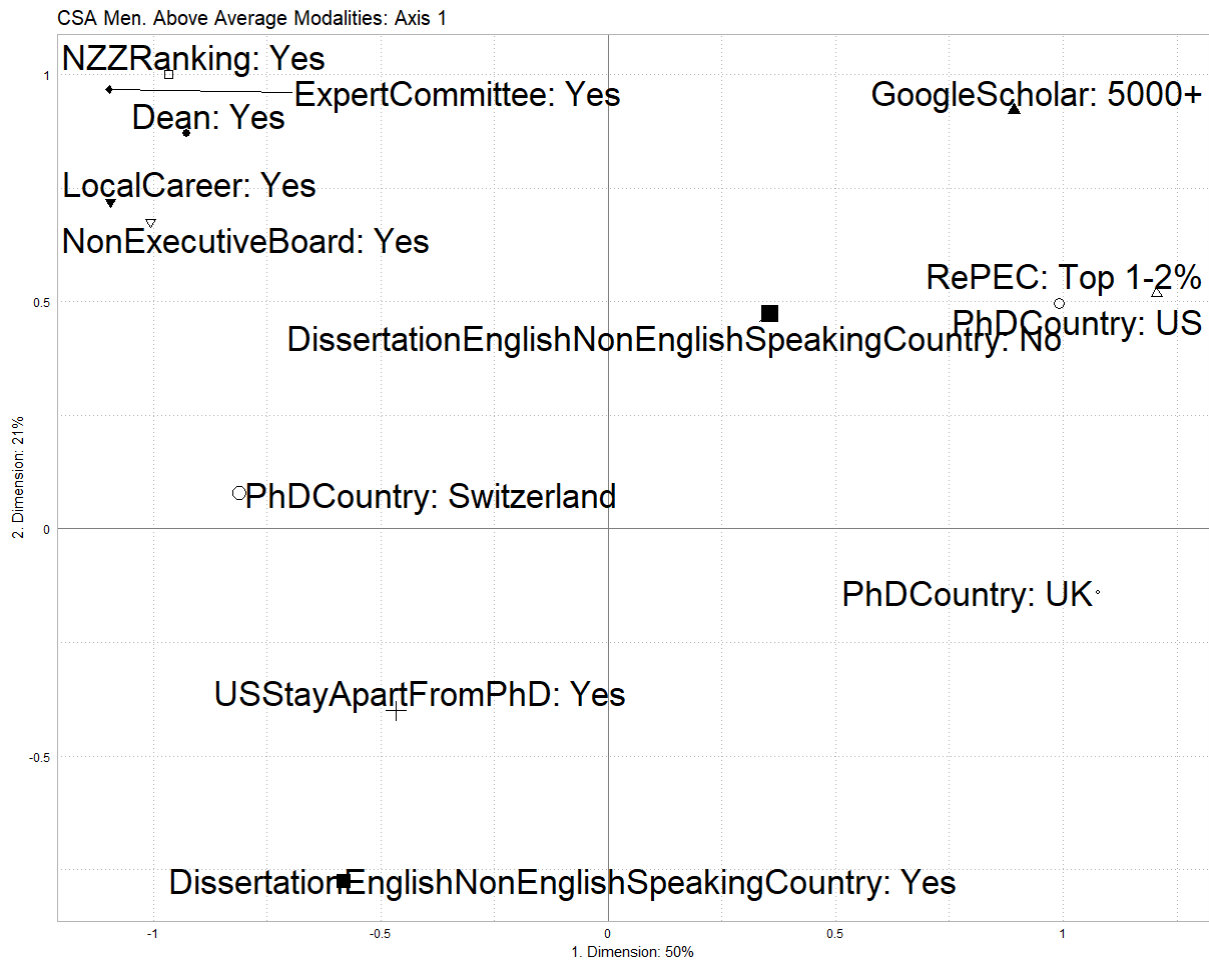 CSA Men. Above Average Modalities: Axis 1
NZZRanking: Yes
ExpertCommittee: Yes
GoogleScholar: 5000+
Dean: Yes
LocalCareer: Yes
NonExecutiveBoard: Yes
RePEC: Top 1-2%
PhDCountry: US
DissertationEnglishNonEnglishSpeakingCountry: No
PhDCountry: Switzerland
PhDCountry: UK
USStayApartFromPhD: Yes
DissertationEnglishNonEnglishSpeakingCountry: Yes
2. Dimension: 21%
1
0.5
0
-0.5
-1
-0.5
0
0.5
1
1. Dimension: 50%